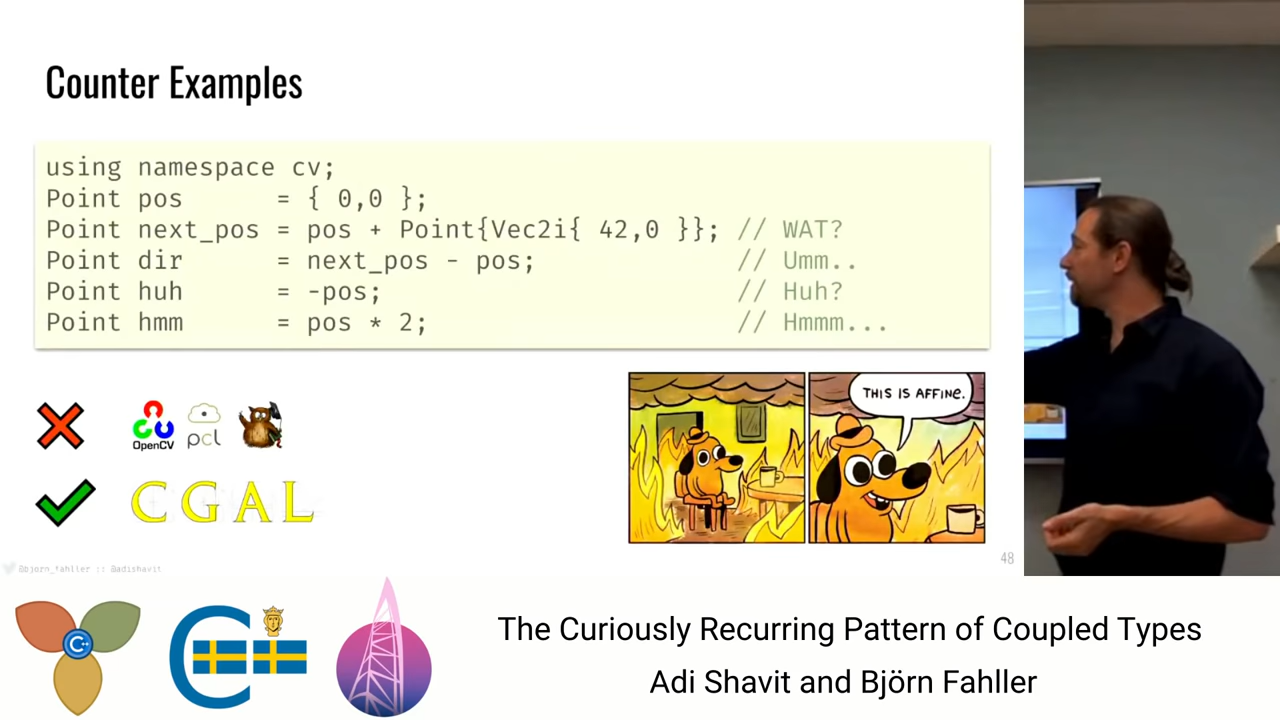 Counter Examples
using namespace cv;
Point pos = { 0,0 };
Point next_pos = pos + Point{Vec2i{ 42,0 }}; // WAT?
Point dir = next_pos - pos; // Umm..
Point huh = -pos; // Huh?
Point hmm = pos * 2; // Hmmm...
THIS IS AFFINE.
OpenCV
pcl
CGAL
48
@bjorn_fahller :: @adishavit
C++
C
The Curiously Recurring Pattern of Coupled Types
Adi Shavit and Björn Fahller